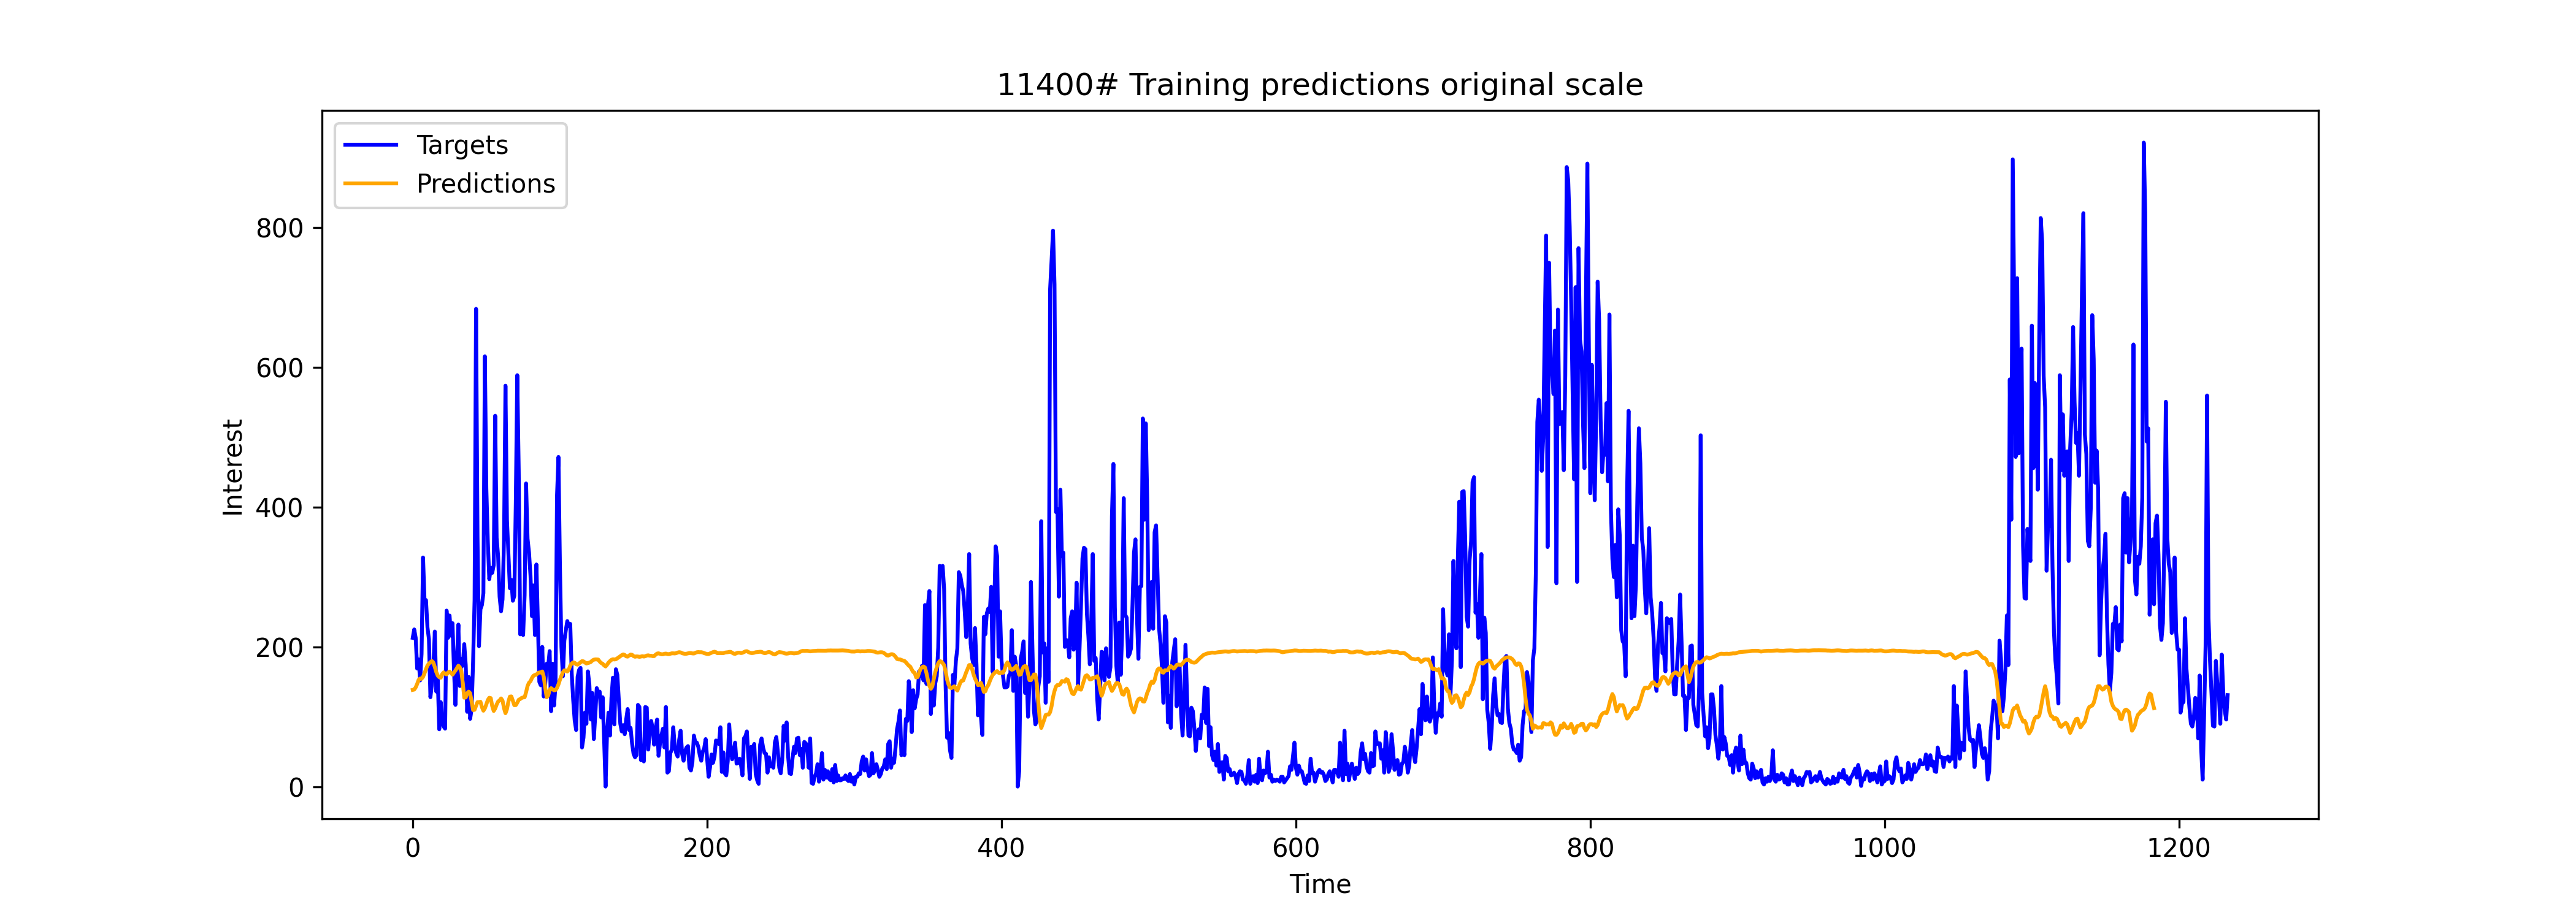 11400# Training predictions original scale
Targets
Predictions
Interest
800
600
400
200
0
0 200 400 600 800 1000 1200
Time